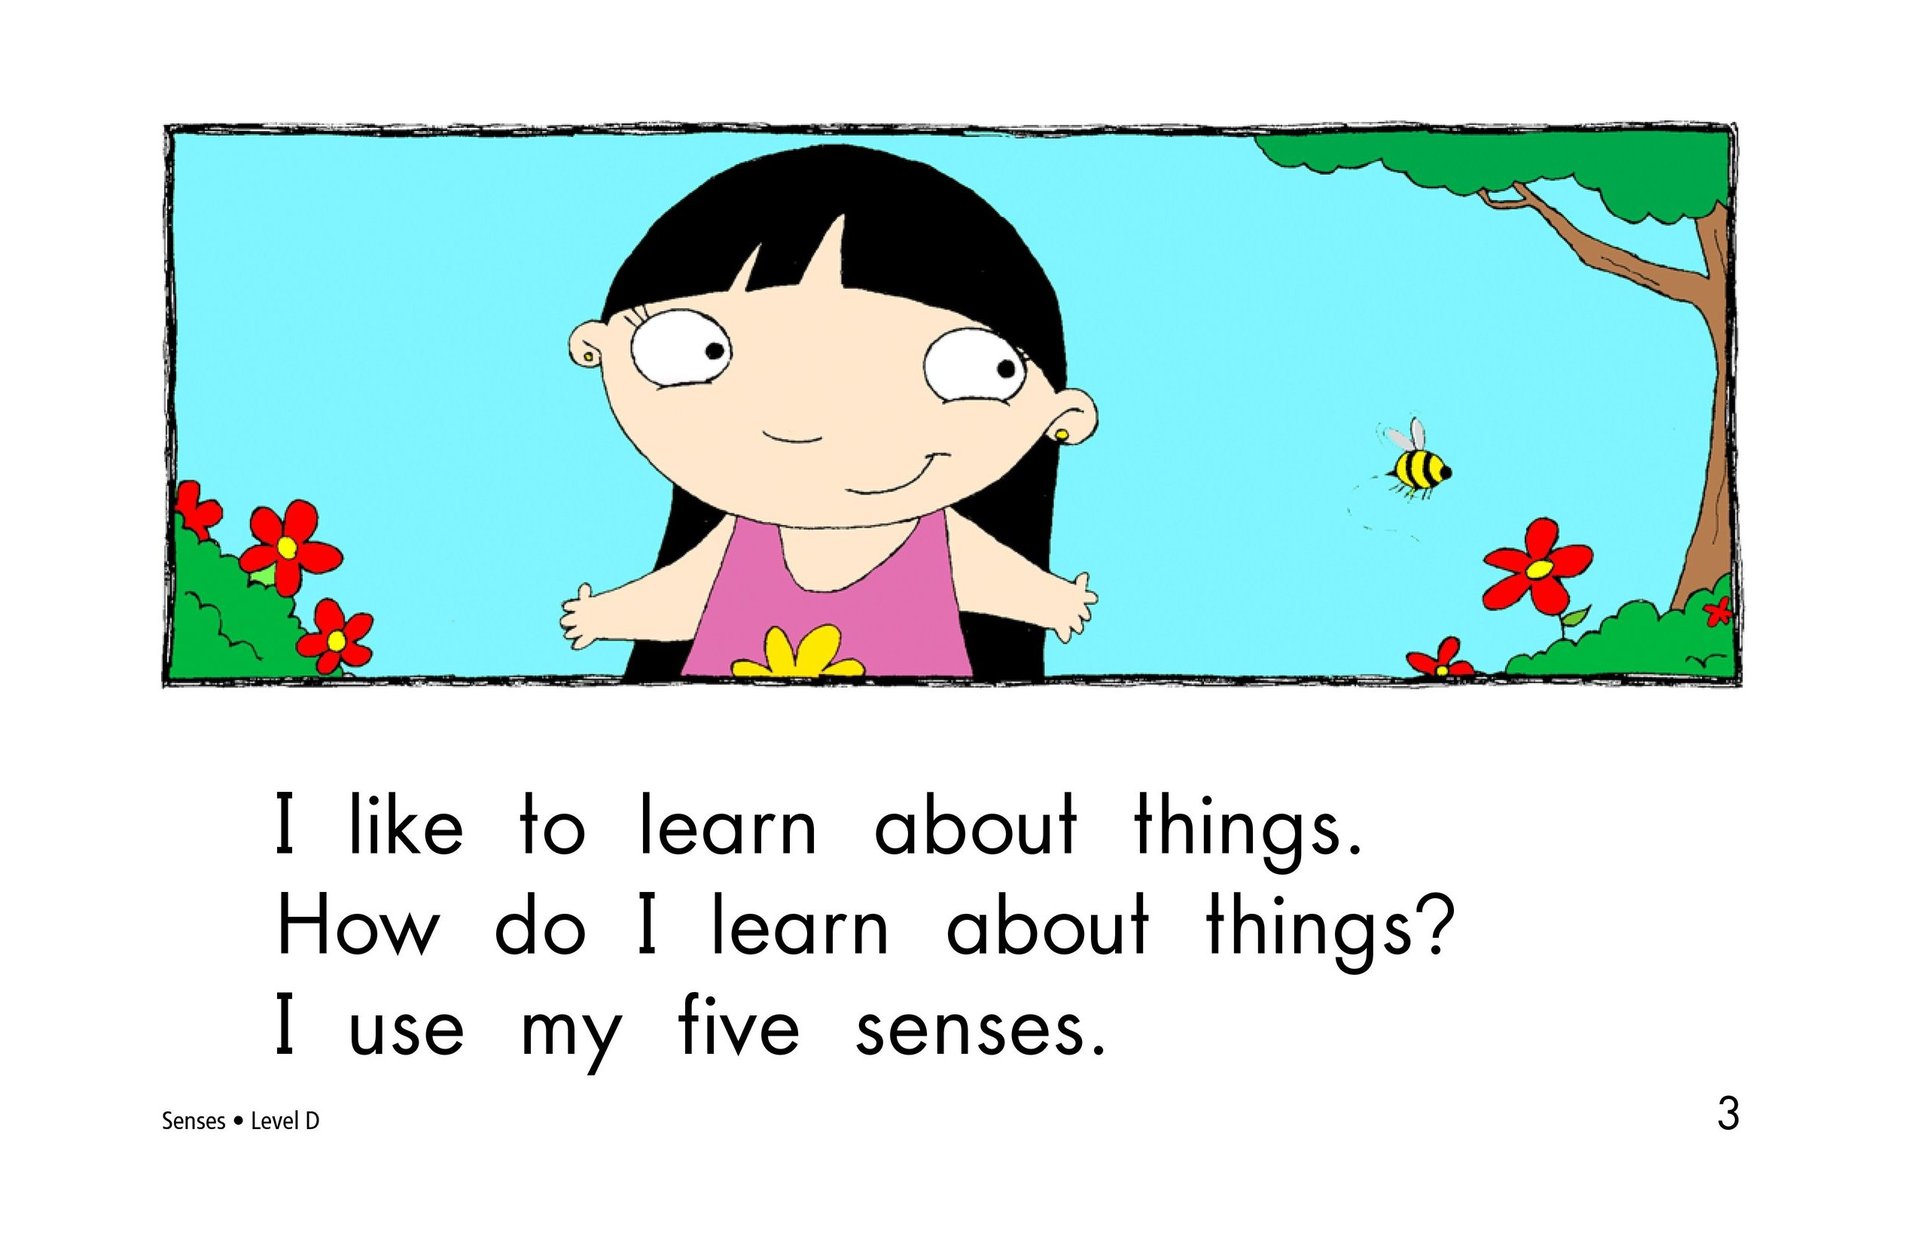 I like to learn about things.
How do I learn about things?
I use my five senses.
Senses • Level D
3